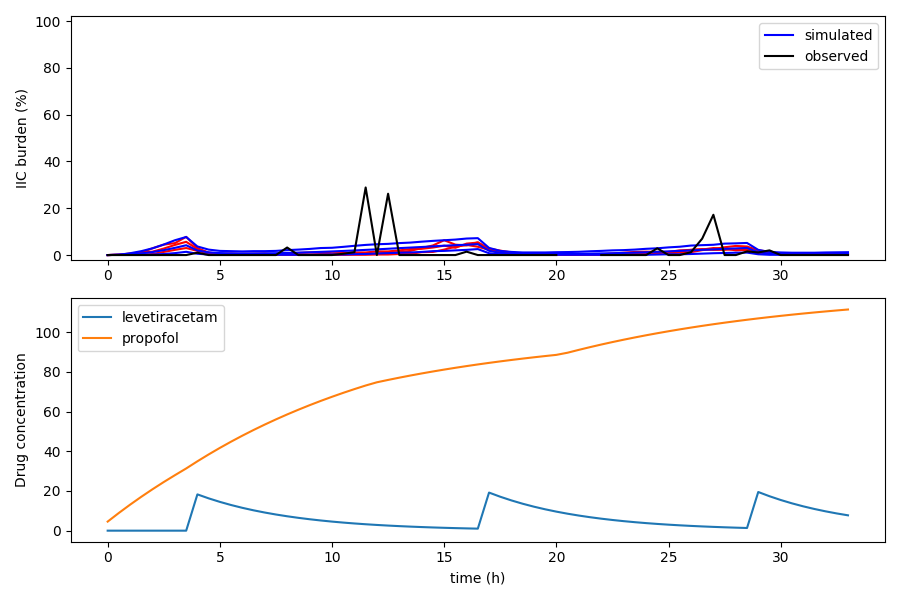 IIC burden (%)
100
80
60
40
20
0
simulated
observed
0 5 10 15 20 25 30
Drug concentration
100
80
60
40
20
0
levetiracetam
propofol
0 5 10 15 20 25 30
time (h)